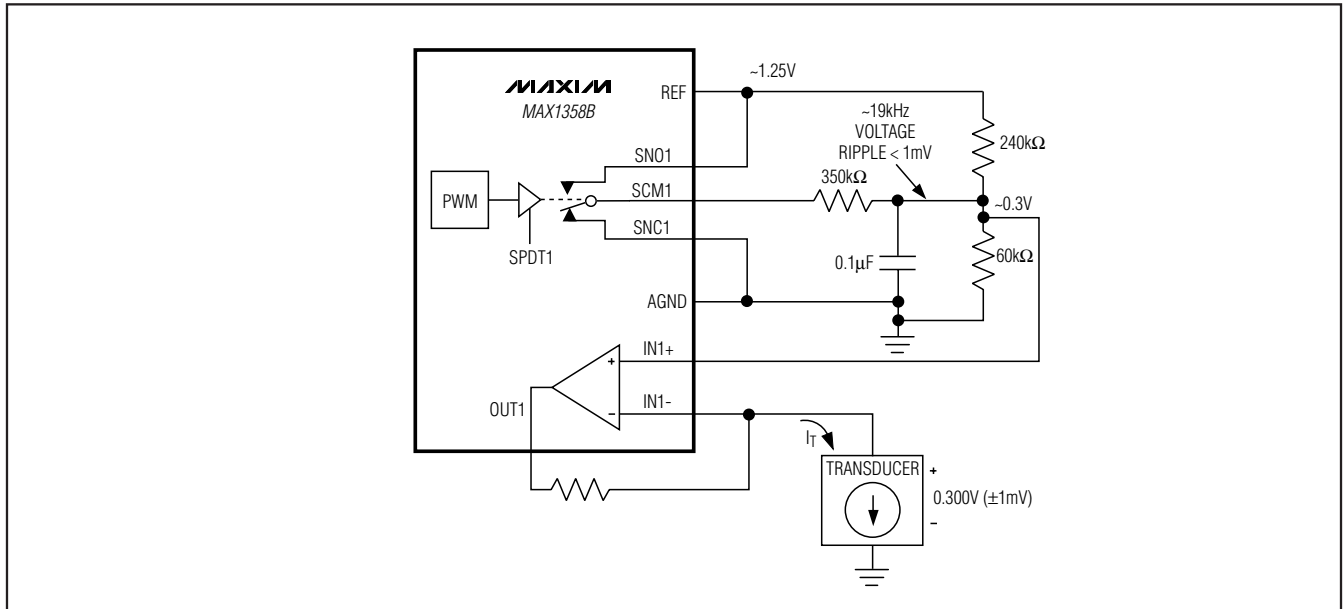 MAXIM
MAX1358B
REF
~1.25V
~19kHz
VOLTAGE
RIPPLE < 1mV
240kΩ
SNO1
350kΩ
PWM
SCM1
~0.3V
SNC1
SPDT1
0.1µF
60kΩ
AGND
IN1+
+
OUT1
IN1-
−
IT
TRANSDUCER
+
0.300V (±1mV)
−